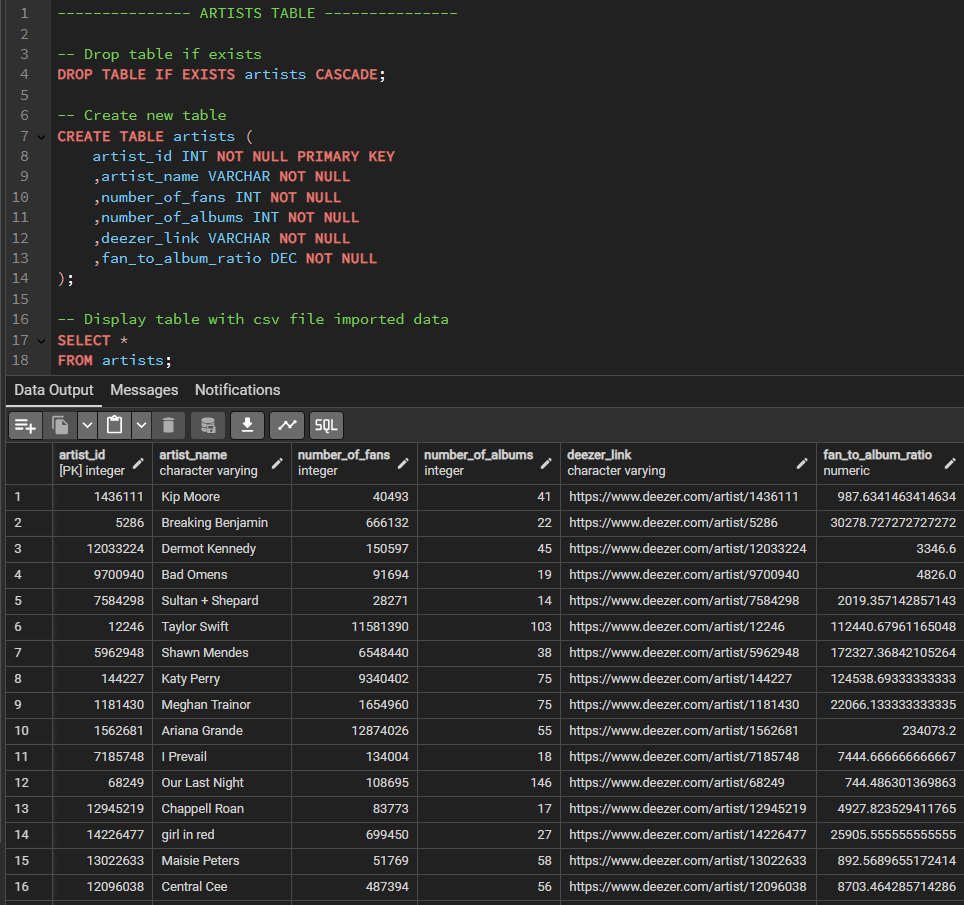 1 --------------- ARTISTS TABLE ---------------
2
3 -- Drop table if exists
4 DROP TABLE IF EXISTS artists CASCADE;
5
6 -- Create new table
7 CREATE TABLE artists (
8 artist_id INT NOT NULL PRIMARY KEY
9 ,artist_name VARCHAR NOT NULL
10 ,number_of_fans INT NOT NULL
11 ,number_of_albums INT NOT NULL
12 ,deezer_link VARCHAR NOT NULL
13 ,fan_to_album_ratio DEC NOT NULL
14 );
15
16 -- Display table with csv file imported data
17 SELECT *
18 FROM artists;
Data Output Messages Notifications
SQL
artist_id artist_name number_of_fans number_of_albums deezer_link fan_to_album_ratio
[PK] integer character varying integer integer character varying numeric
1 1436111 Kip Moore 40493 41 https://www.deezer.com/artist/1436111 987.6341463414634
2 5286 Breaking Benjamin 666132 22 https://www.deezer.com/artist/5286 30278.727272727272
3 12033224 Dermot Kennedy 150597 45 https://www.deezer.com/artist/12033224 3346.6
4 9700940 Bad Omens 91694 19 https://www.deezer.com/artist/9700940 4826.0
5 7584298 Sultan + Shepard 28271 14 https://www.deezer.com/artist/7584298 2019.357142857143
6 12246 Taylor Swift 11581390 103 https://www.deezer.com/artist/12246 112440.67961165048
7 5962948 Shawn Mendes 6548440 38 https://www.deezer.com/artist/5962948 172327.36842105264
8 144227 Katy Perry 9340402 75 https://www.deezer.com/artist/144227 124538.69333333333
9 1181430 Meghan Trainor 1654960 75 https://www.deezer.com/artist/1181430 22066.133333333335
10 1562681 Ariana Grande 12874026 55 https://www.deezer.com/artist/1562681 234073.2
11 7185748 I Prevail 134004 18 https://www.deezer.com/artist/7185748 7444.666666666667
12 68249 Our Last Night 108695 146 https://www.deezer.com/artist/68249 744.486301369863
13 12945219 Chappell Roan 83773 17 https://www.deezer.com/artist/12945219 4927.823529411765
14 14226477 girl in red 699450 27 https://www.deezer.com/artist/14226477 25905.555555555555
15 13022633 Maisie Peters 51769 58 https://www.deezer.com/artist/13022633 892.5689655172414
16 12096038 Central Cee 487394 56 https://www.deezer.com/artist/12096038 8703.464285714286